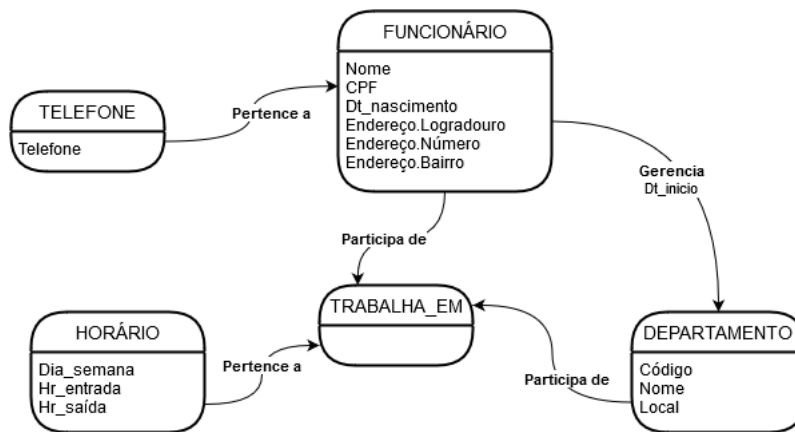 FUNCIONÁRIO
Nome
CPF
Dt_nascimento
Endereço.Logradouro
Endereço.Número
Endereço.Bairro
TELEFONE
Telefone
Pertence a
Gerencia
Dt_inicio
Participa de
TRABALHA_EM
HORÁRIO
Dia_semana
Hr_entrada
Hr_saída
Pertence a
Participa de
DEPARTAMENTO
Código
Nome
Local